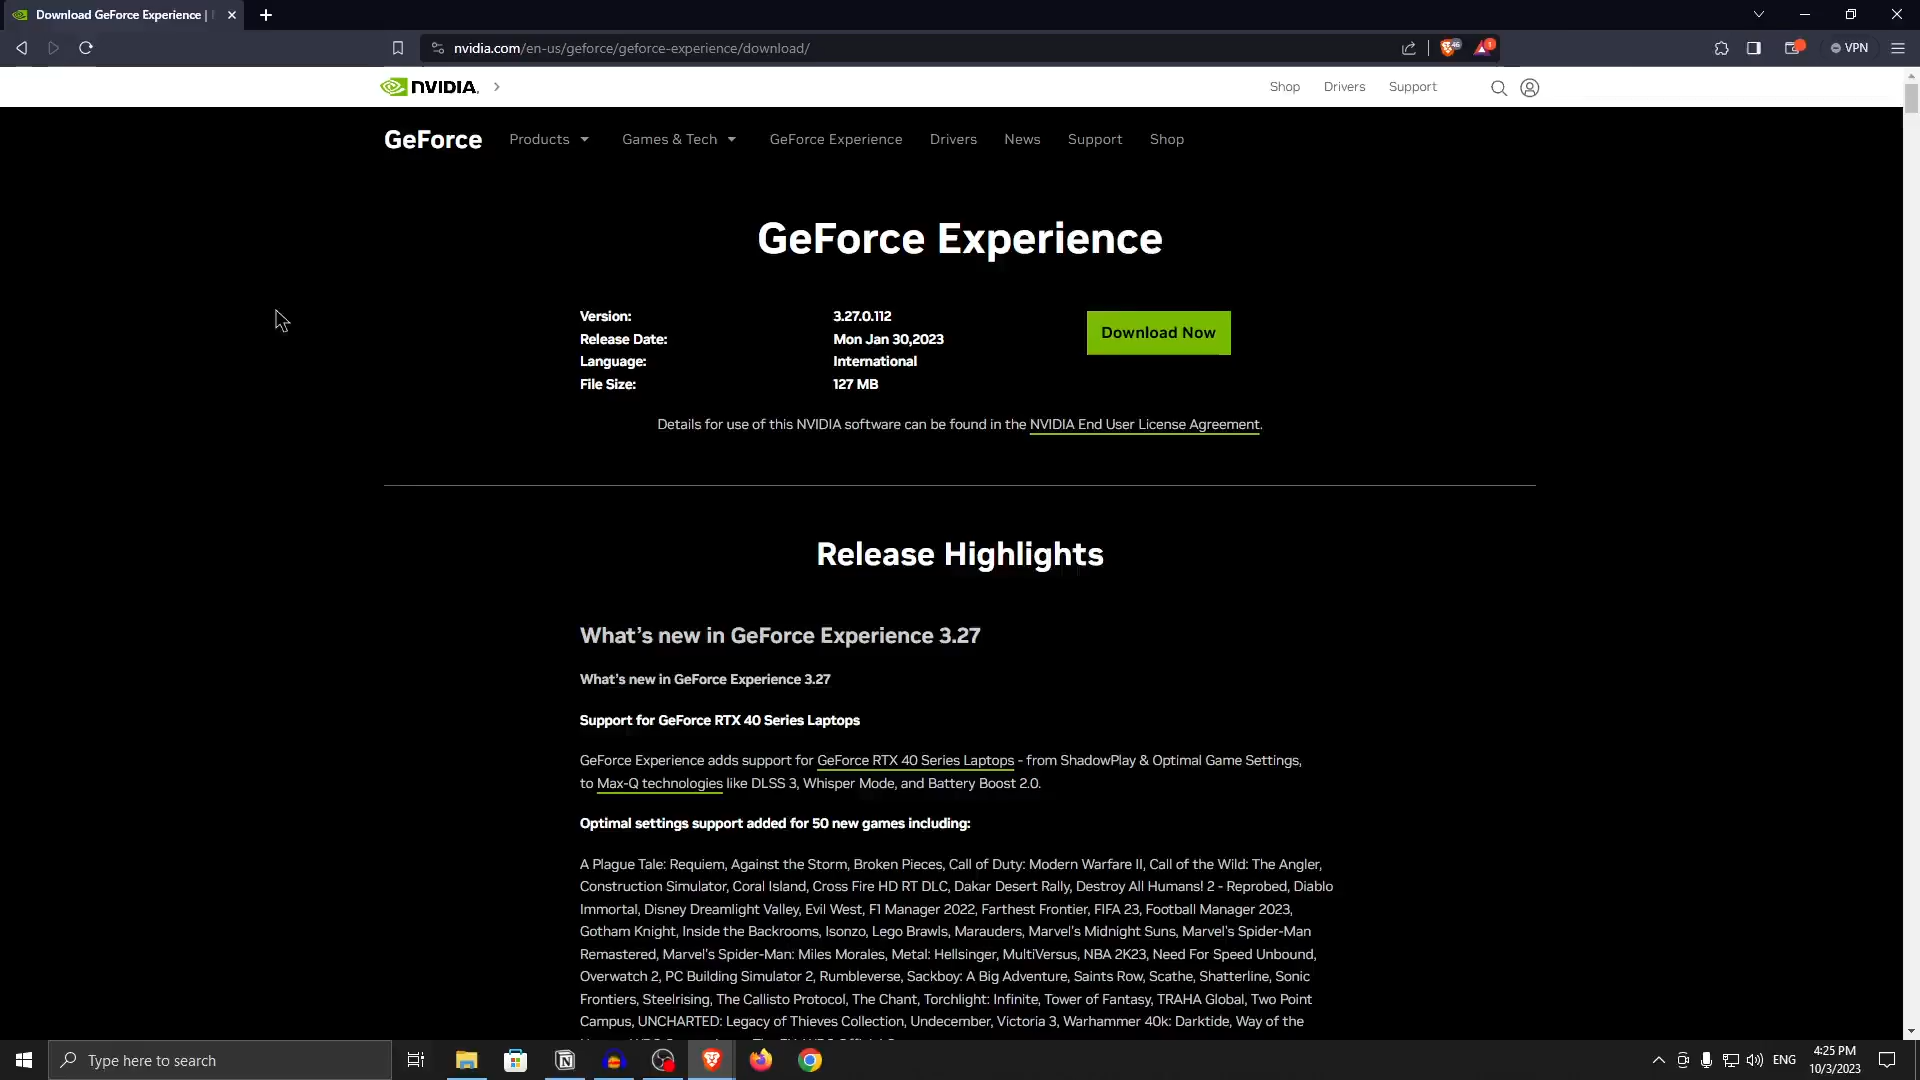 Download GeForce Experience |
nvidia.com/en-us/geforce/geforce-experience/download/
46
1
VPN
NVIDIA.
Shop
Drivers
Support
GeForce
Products
Games & Tech
GeForce Experience
Drivers
News
Support
Shop
GeForce Experience
Version: 3.27.0.112
Release Date: Mon Jan 30,2023
Language: International
File Size: 127 MB
Download Now
Details for use of this NVIDIA software can be found in the NVIDIA End User License Agreement.
Release Highlights
What's new in GeForce Experience 3.27
What's new in GeForce Experience 3.27
Support for GeForce RTX 40 Series Laptops
GeForce Experience adds support for GeForce RTX 40 Series Laptops - from ShadowPlay & Optimal Game Settings,
to Max-Q technologies like DLSS 3, Whisper Mode, and Battery Boost 2.0.
Optimal settings support added for 50 new games including:
A Plague Tale: Requiem, Against the Storm, Broken Pieces, Call of Duty: Modern Warfare II, Call of the Wild: The Angler,
Construction Simulator, Coral Island, Cross Fire HD RT DLC, Dakar Desert Rally, Destroy All Humans! 2 - Reprobed, Diablo
Immortal, Disney Dreamlight Valley, Evil West, F1 Manager 2022, Farthest Frontier, FIFA 23, Football Manager 2023,
Gotham Knight, Inside the Backrooms, Isonzo, Lego Brawls, Marauders, Marvel's Midnight Suns, Marvel's Spider-Man
Remastered, Marvel's Spider-Man: Miles Morales, Metal: Hellsinger, MultiVersus, NBA 2K23, Need For Speed Unbound,
Overwatch 2, PC Building Simulator 2, Rumbleverse, Sackboy: A Big Adventure, Saints Row, Scathe, Shatterline, Sonic
Frontiers, Steelrising, The Callisto Protocol, The Chant, Torchlight: Infinite, Tower of Fantasy, TRAHA Global, Two Point
Campus, UNCHARTED: Legacy of Thieves Collection, Undecember, Victoria 3, Warhammer 40k: Darktide, Way of the
Type here to search
ENG
4:25 PM
10/3/2023